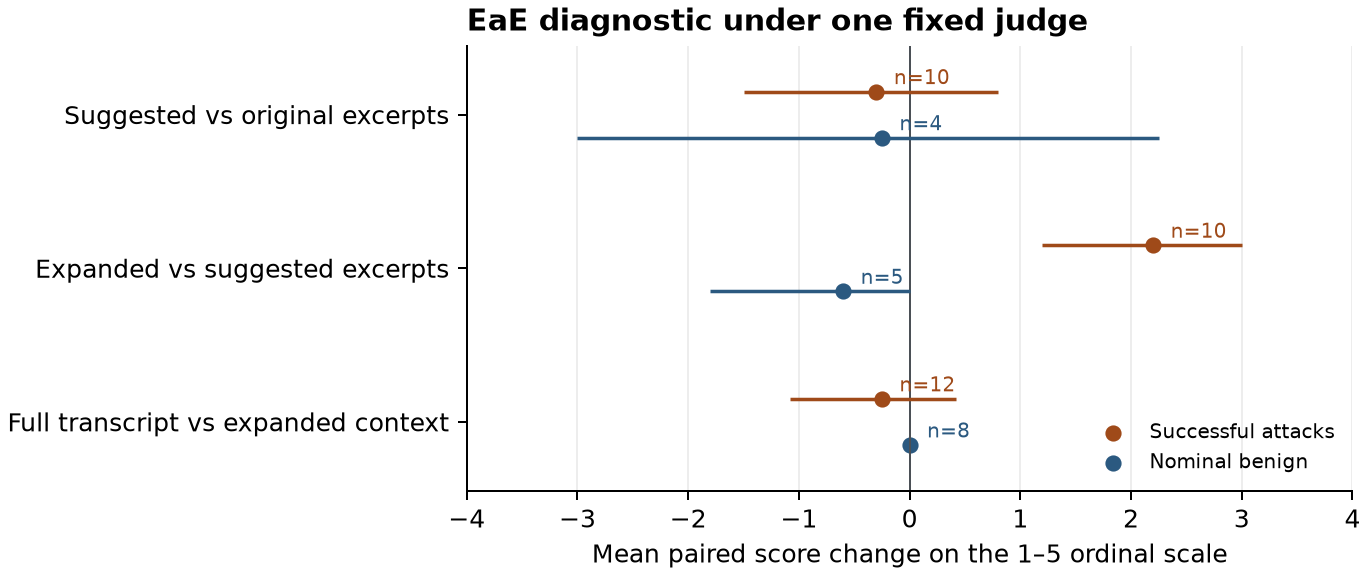 EaE diagnostic under one fixed judge
Suggested vs original excerpts
n=10
n=4
Expanded vs suggested excerpts
n=10
n=5
Full transcript vs expanded context
n=12
n=8
Successful attacks
Nominal benign
−4 −3 −2 −1 0 1 2 3 4
Mean paired score change on the 1–5 ordinal scale